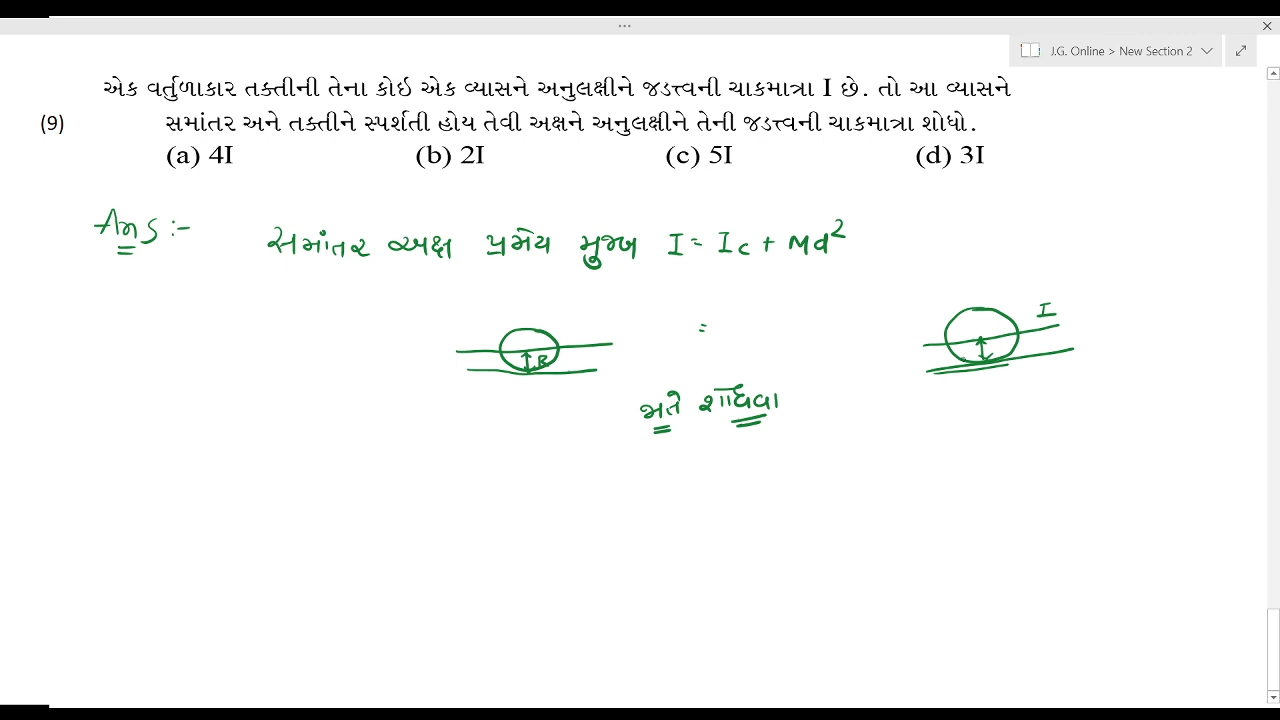 J.G. Online > New Section 2
એક વર્તુળાકાર તક્તીની તેના કોઇ એક વ્યાસને અનુલક્ષીને જડત્ત્વની ચાકમાત્રા I છે. તો આ વ્યાસને
(9) સમાંતર અને તક્તીને સ્પર્શતી હોય તેવી અક્ષને અનુલક્ષીને તેની જડત્ત્વની ચાકમાત્રા શોધો.
(a) 4I (b) 2I (c) 5I (d) 3I
Ans :- સમાંતર અક્ષ પ્રમેય મુજબ I = Ic + Md²
I
=
R
જાતે શોધવા